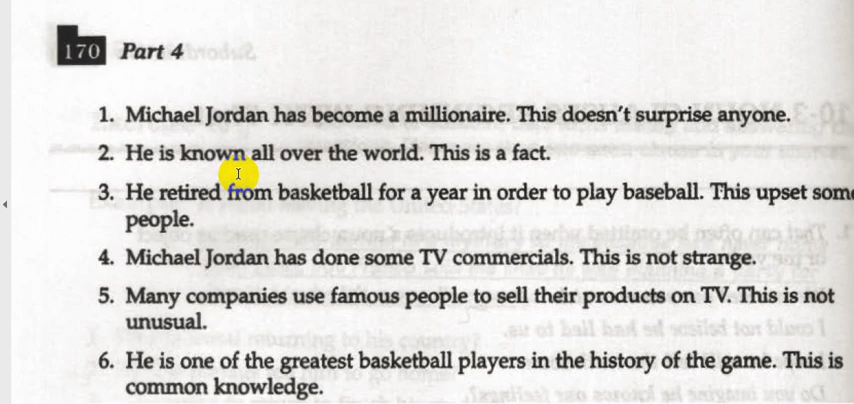 170 Part 4
1. Michael Jordan has become a millionaire. This doesn't surprise anyone.
2. He is known all over the world. This is a fact.
3. He retired from basketball for a year in order to play baseball. This upset some
people.
4. Michael Jordan has done some TV commercials. This is not strange.
5. Many companies use famous people to sell their products on TV. This is not
unusual.
6. He is one of the greatest basketball players in the history of the game. This is
common knowledge.